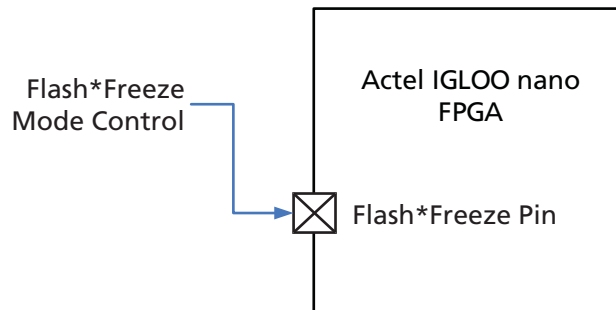 Flash*Freeze
Mode Control
Actel IGLOO nano
FPGA
Flash*Freeze Pin